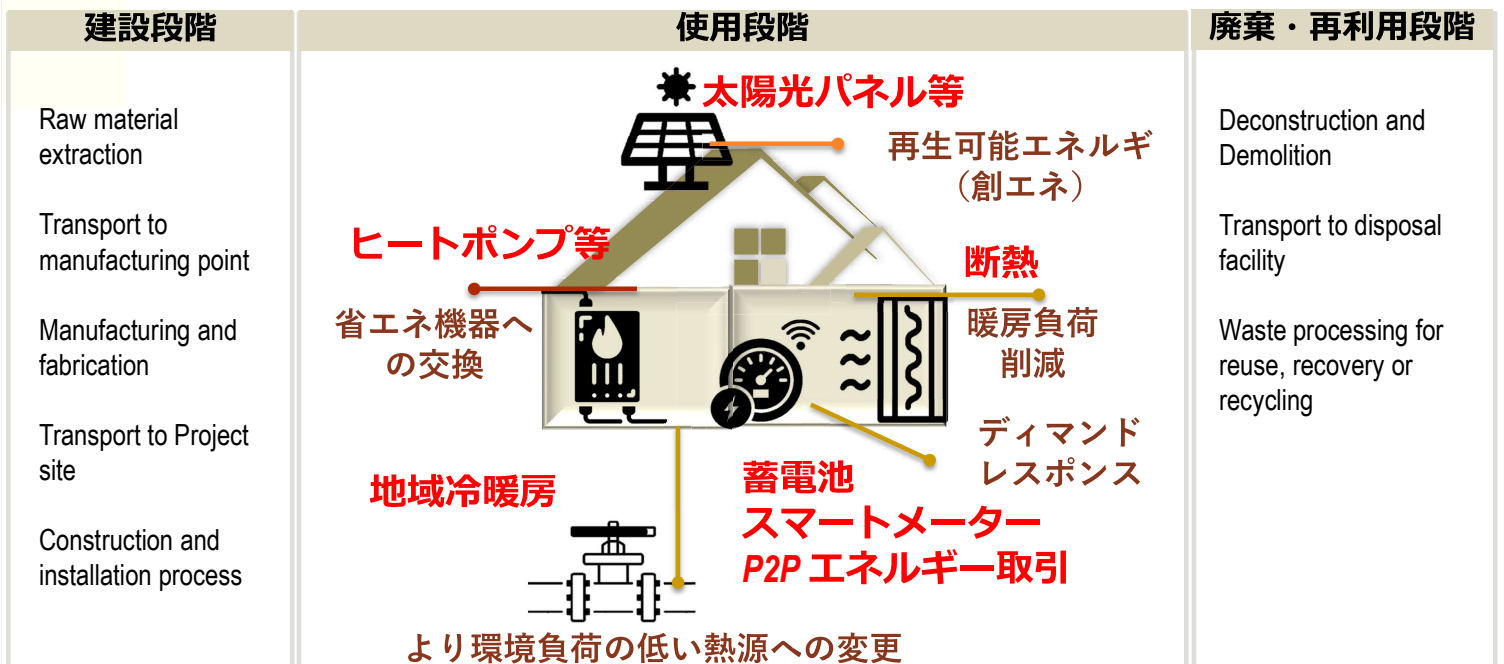 建設段階
Raw material
extraction
Transport to
manufacturing point
Manufacturing and
fabrication
Transport to Project
site
Construction and
installation process
使用段階
太陽光パネル等
再生可能エネルギ
（創エネ）
ヒートポンプ等
省エネ機器へ
の交換
断熱
暖房負荷
削減
ディマンド
レスポンス
地域冷暖房
蓄電池
スマートメーター
P2P エネルギー取引
より環境負荷の低い熱源への変更
廃棄・再利用段階
Deconstruction and
Demolition
Transport to disposal
facility
Waste processing for
reuse, recovery or
recycling